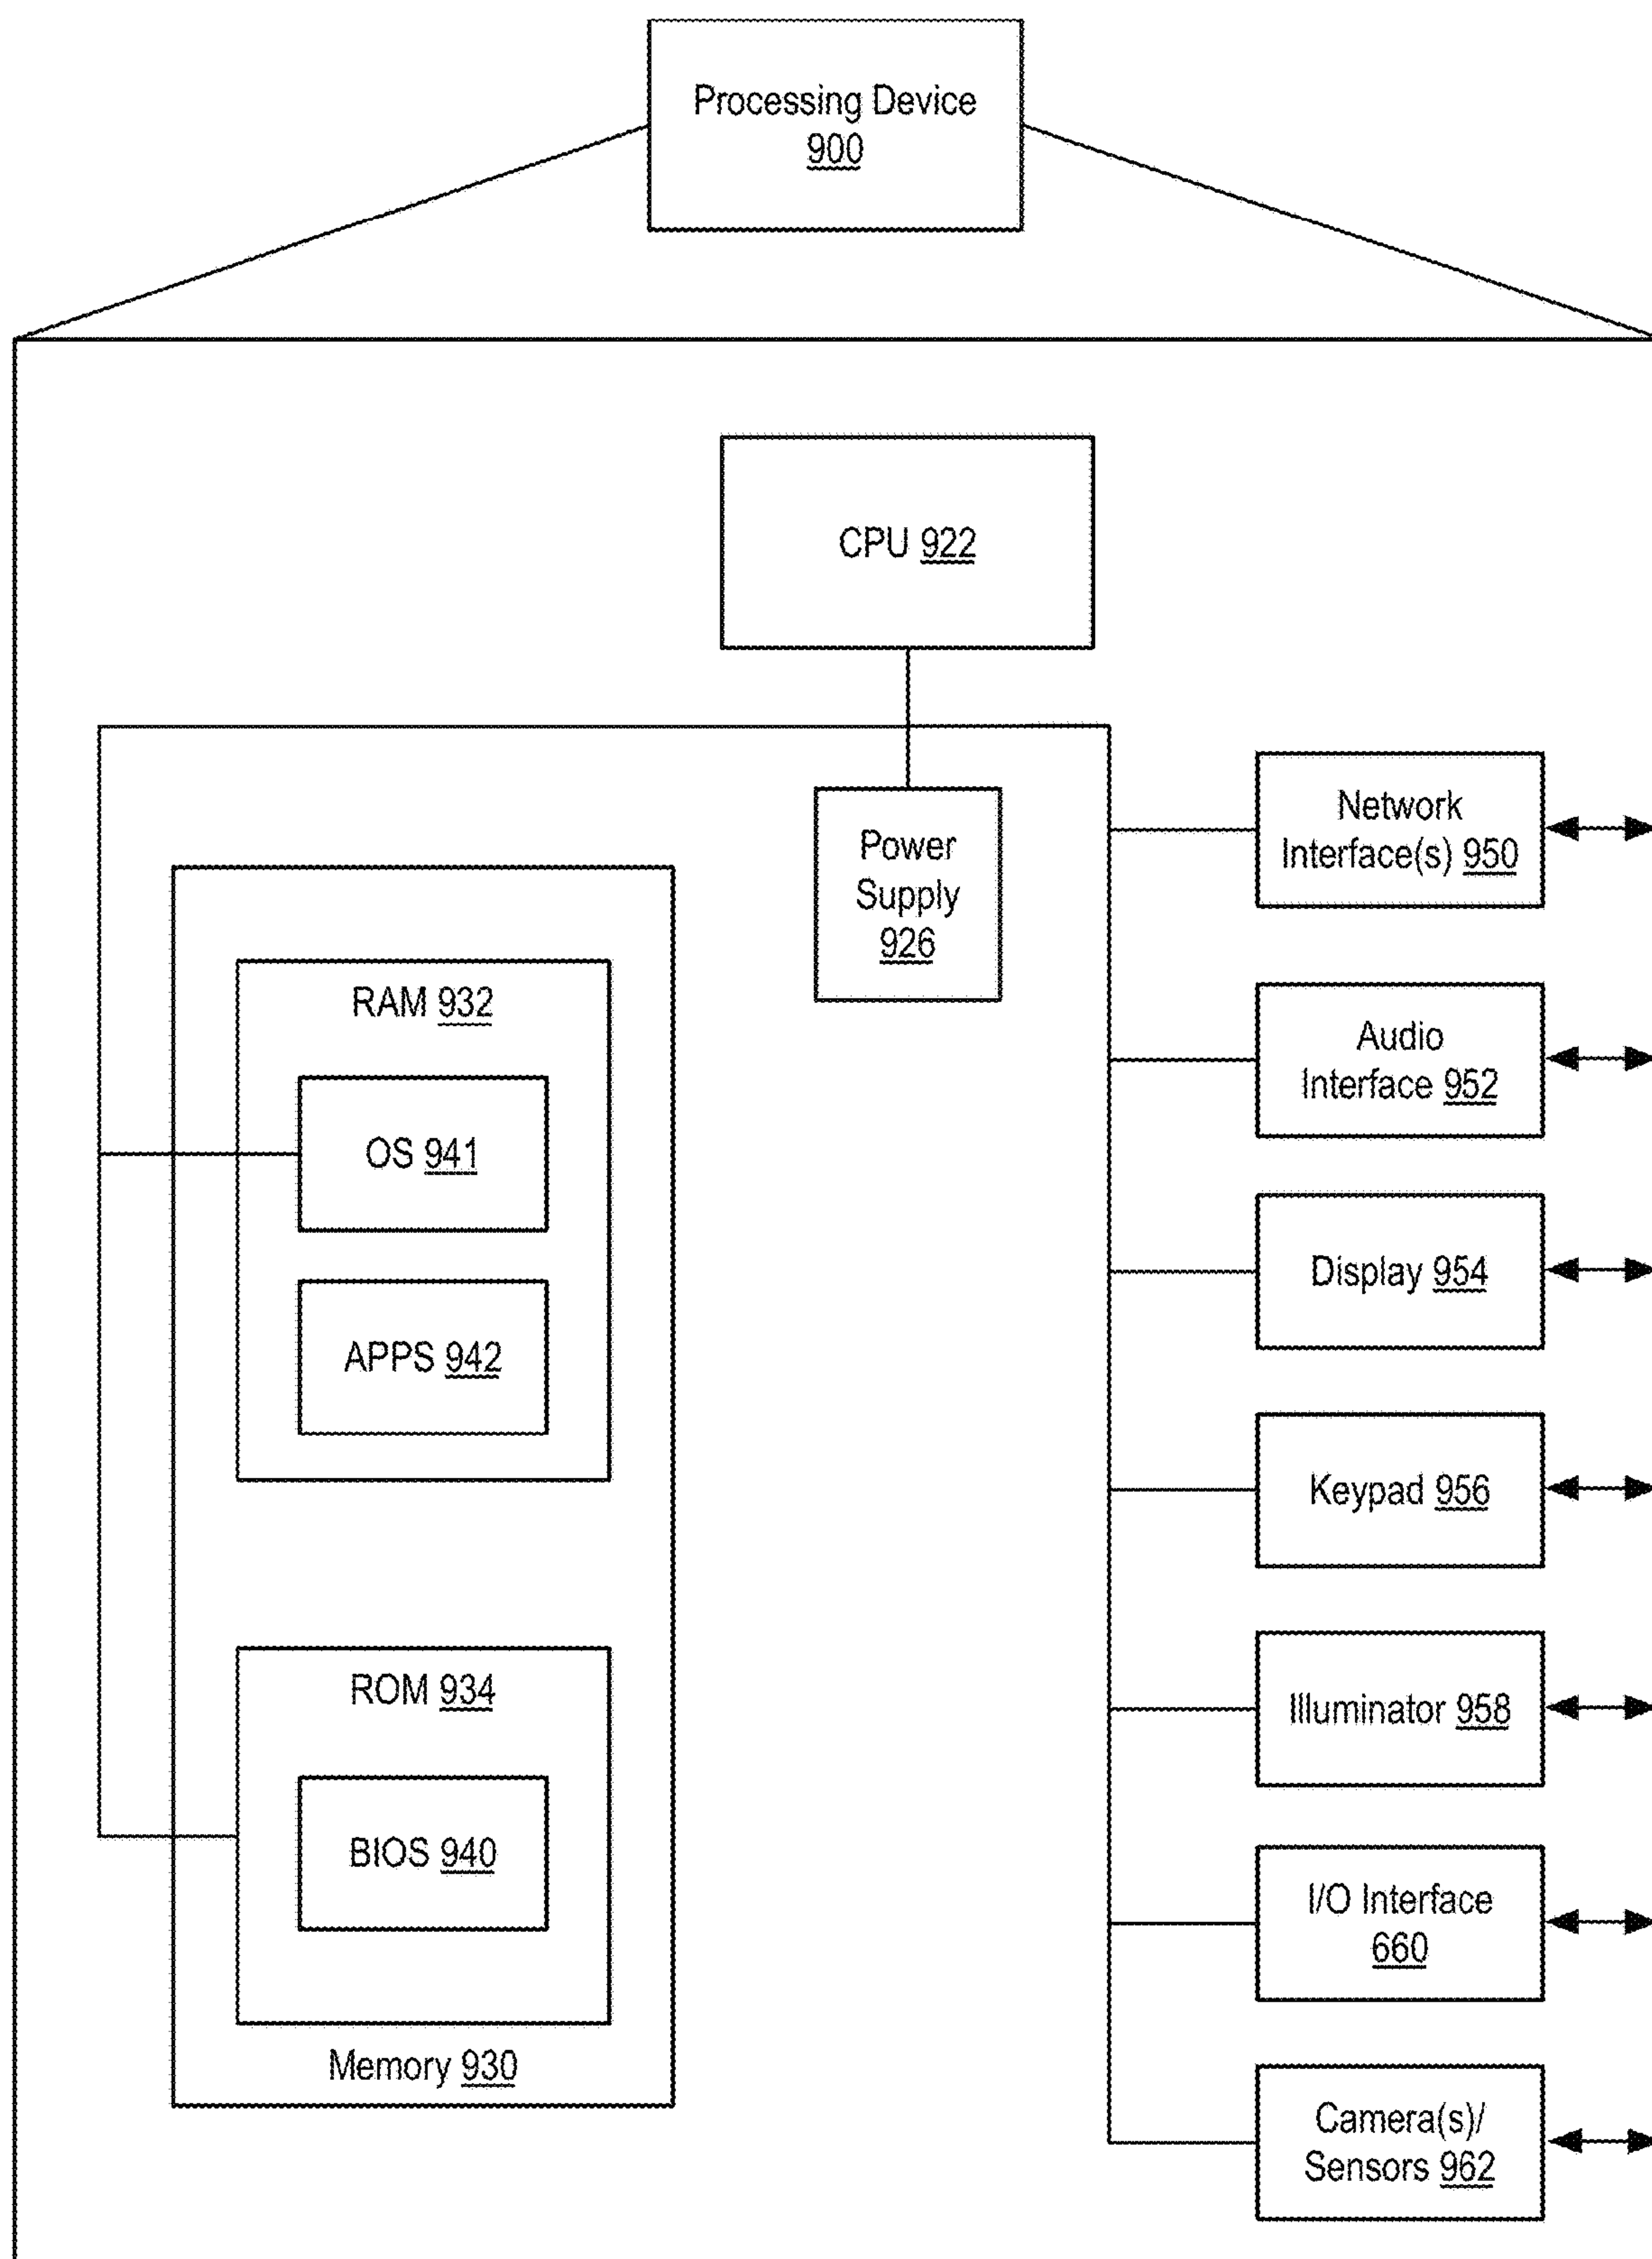 Processing Device
900
CPU 922
Power
Supply
926
RAM 932
OS 941
APPS 942
ROM 934
BIOS 940
Memory 930
Network
Interface(s) 950
Audio
Interface 952
Display 954
Keypad 956
Illuminator 958
I/O Interface
660
Camera(s)/
Sensors 962